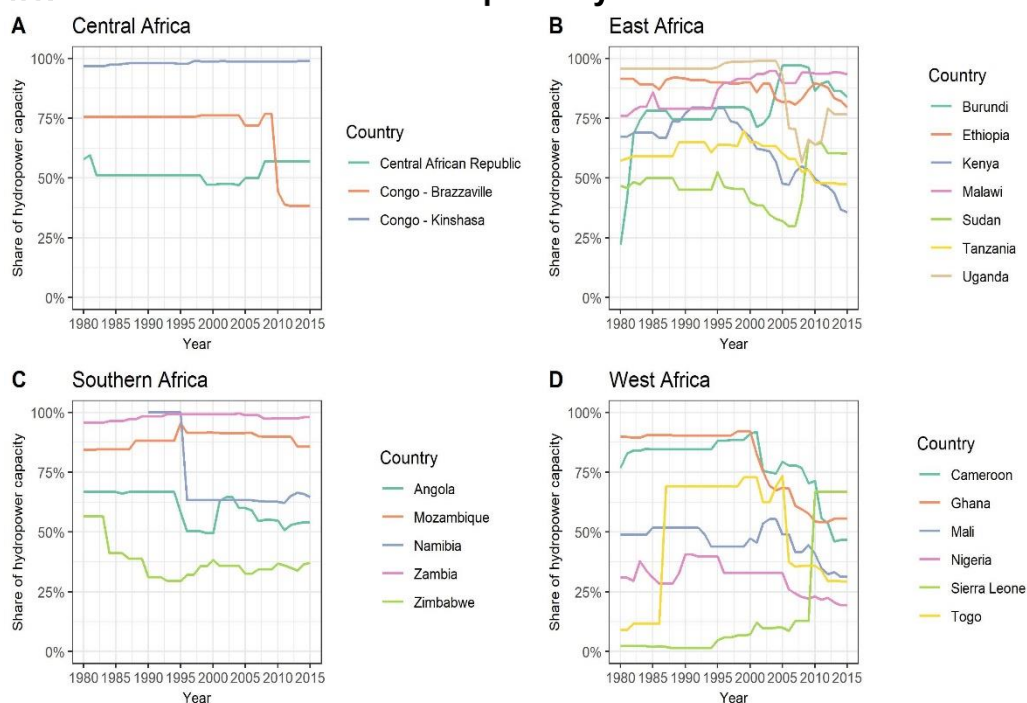 A Central Africa
Share of hydropower capacity
100%
75%
50%
25%
0%
1980 1985 1990 1995 2000 2005 2010 2015
Year
Country
Central African Republic
Congo - Brazzaville
Congo - Kinshasa
B East Africa
Share of hydropower capacity
100%
75%
50%
25%
0%
1980 1985 1990 1995 2000 2005 2010 2015
Year
Country
Burundi
Ethiopia
Kenya
Malawi
Sudan
Tanzania
Uganda
C Southern Africa
Share of hydropower capacity
100%
75%
50%
25%
0%
1980 1985 1990 1995 2000 2005 2010 2015
Year
Country
Angola
Mozambique
Namibia
Zambia
Zimbabwe
D West Africa
Share of hydropower capacity
100%
75%
50%
25%
0%
1980 1985 1990 1995 2000 2005 2010 2015
Year
Country
Cameroon
Ghana
Mali
Nigeria
Sierra Leone
Togo